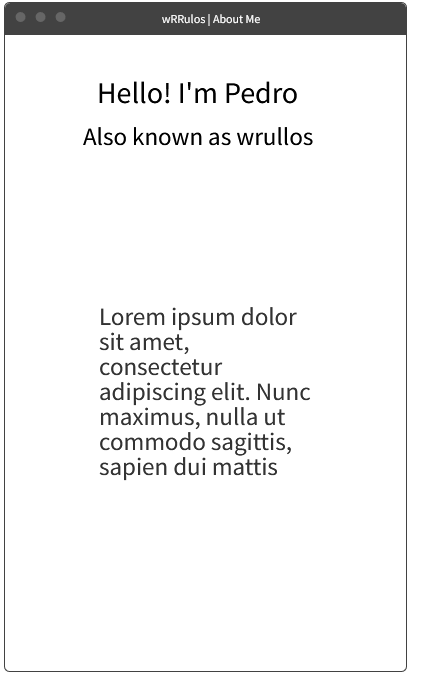 wRRulos | About Me
Hello! I'm Pedro
Also known as wrullos
Lorem ipsum dolor
sit amet,
consectetur
adipiscing elit. Nunc
maximus, nulla ut
commodo sagittis,
sapien dui mattis